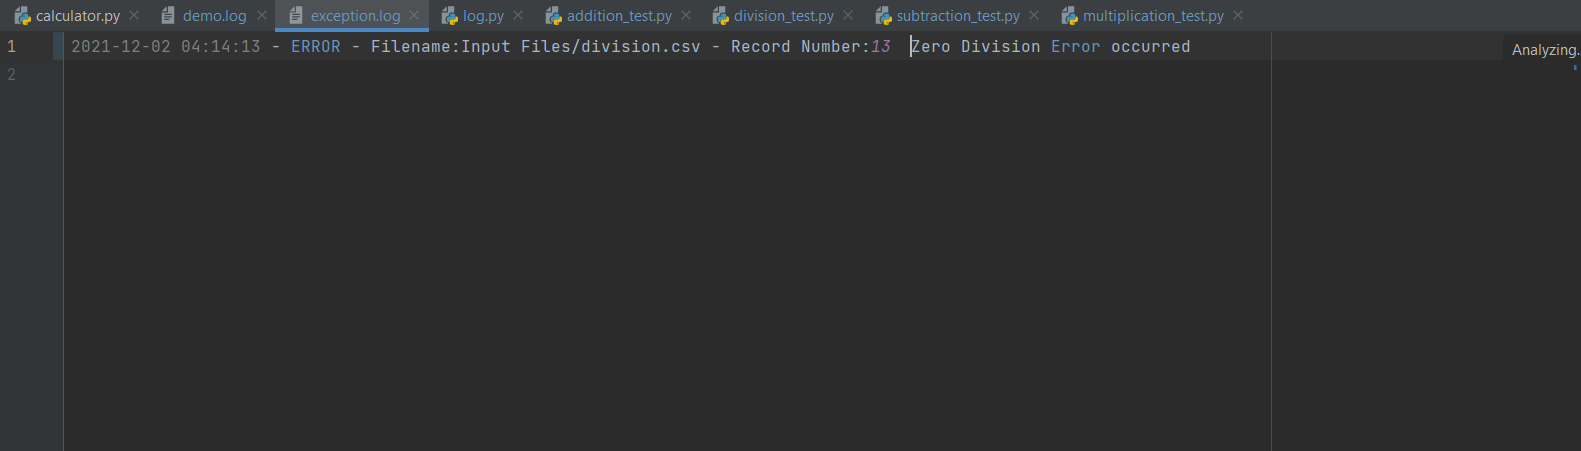 calculator.py demo.log exception.log log.py addition_test.py division_test.py subtraction_test.py multiplication_test.py
1 2021-12-02 04:14:13 - ERROR - Filename:Input Files/division.csv - Record Number:13  Zero Division Error occurred Analyzing.
2